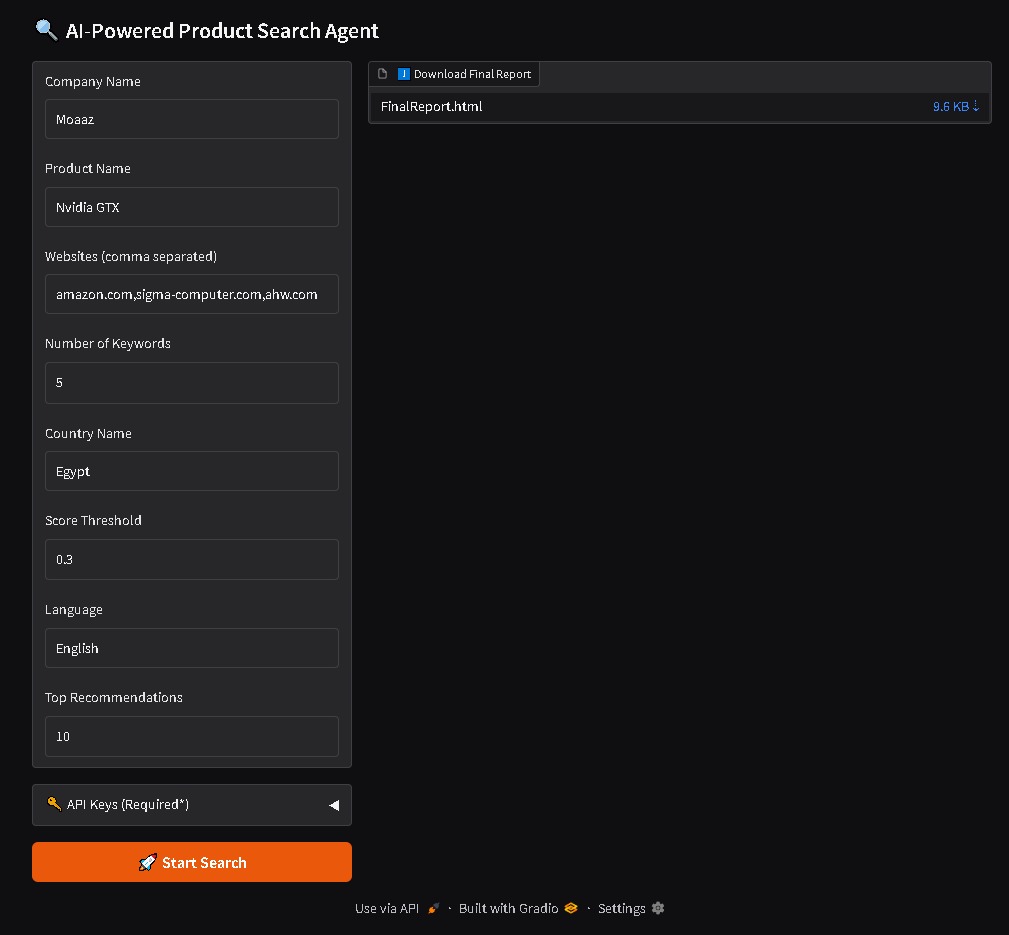 AI-Powered Product Search Agent
Company Name
Moaaz
Product Name
Nvidia GTX
Websites (comma separated)
amazon.com,sigma-computer.com,ahw.com
Number of Keywords
5
Country Name
Egypt
Score Threshold
0.3
Language
English
Top Recommendations
10
API Keys (Required*)
Start Search
Download Final Report
FinalReport.html 9.6 KB ⇣
Use via API · Built with Gradio · Settings